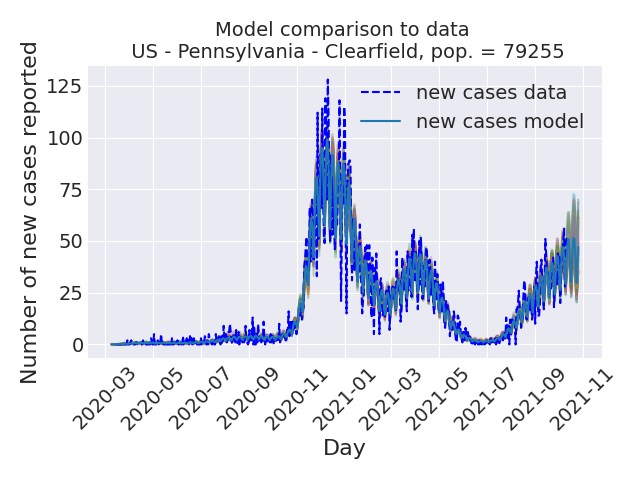 Model comparison to data
US - Pennsylvania - Clearfield, pop. = 79255
Number of new cases reported
125
100
75
50
25
0
new cases data
new cases model
2020-03
2020-05
2020-07
2020-09
2020-11
2021-01
2021-03
2021-05
2021-07
2021-09
2021-11
Day